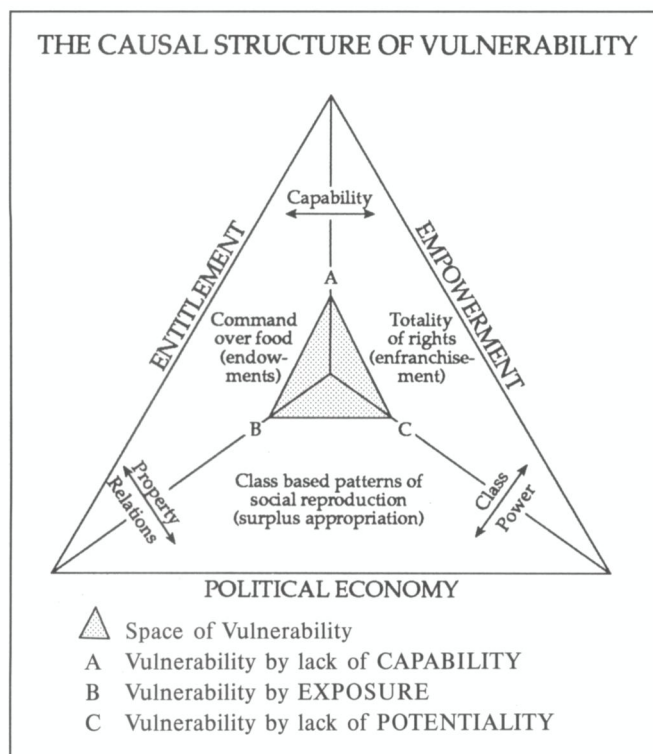 THE CAUSAL STRUCTURE OF VULNERABILITY
Capability
ENTITLEMENT
EMPOWERMENT
A
Command
over food
(endow-
ments)
Totality
of rights
(enfranchise-
ment)
B
C
Property
Relations
Class based patterns of
social reproduction
(surplus appropriation)
Class
Power
POLITICAL ECONOMY
Space of Vulnerability
A Vulnerability by lack of CAPABILITY
B Vulnerability by EXPOSURE
C Vulnerability by lack of POTENTIALITY